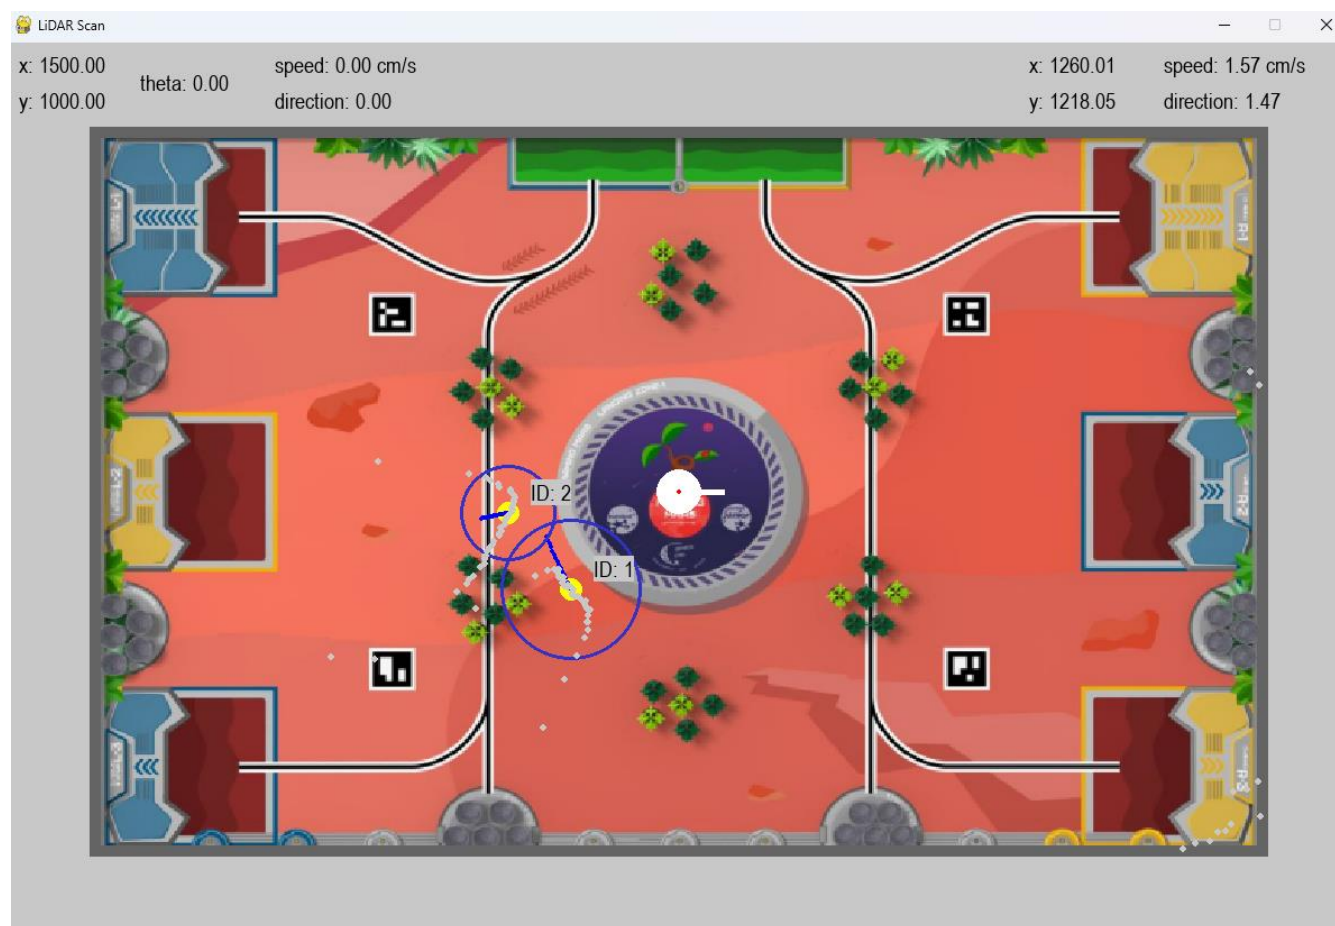 LiDAR Scan
x: 1500.00
y: 1000.00
theta: 0.00
speed: 0.00 cm/s
direction: 0.00
x: 1260.01
y: 1218.05
speed: 1.57 cm/s
direction: 1.47
ID: 2
ID: 1